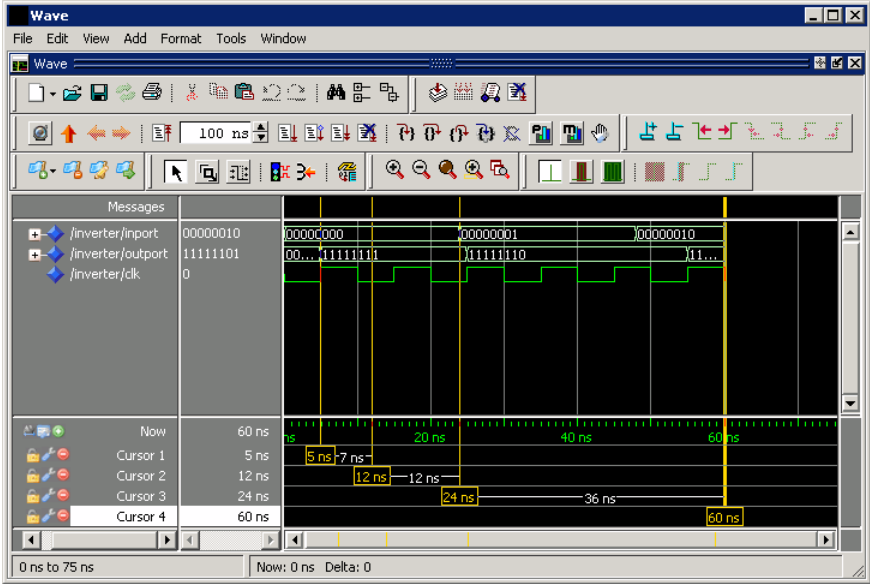 Wave
File Edit View Add Format Tools Window
Wave
100 ns
Messages
/inverter/inport 00000010 00000000 00000001 00000010
/inverter/outport 11111101 00... 11111111 11111110 11...
/inverter/clk 0
Now 60 ns ns 20 ns 40 ns 60 ns
Cursor 1 5 ns 5 ns 7 ns
Cursor 2 12 ns 12 ns 12 ns
Cursor 3 24 ns 24 ns 36 ns
Cursor 4 60 ns 60 ns
0 ns to 75 ns Now: 0 ns Delta: 0